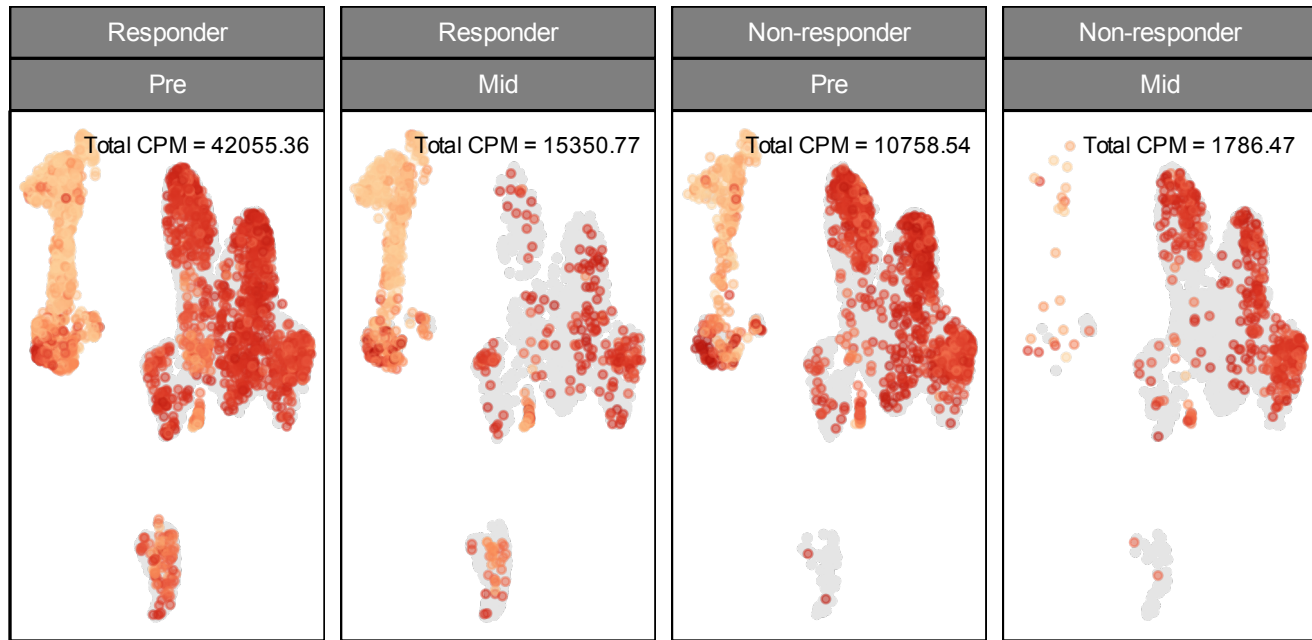 Responder
Pre
Total CPM = 42055.36
Responder
Mid
Total CPM = 15350.77
Non-responder
Pre
Total CPM = 10758.54
Non-responder
Mid
Total CPM = 1786.47